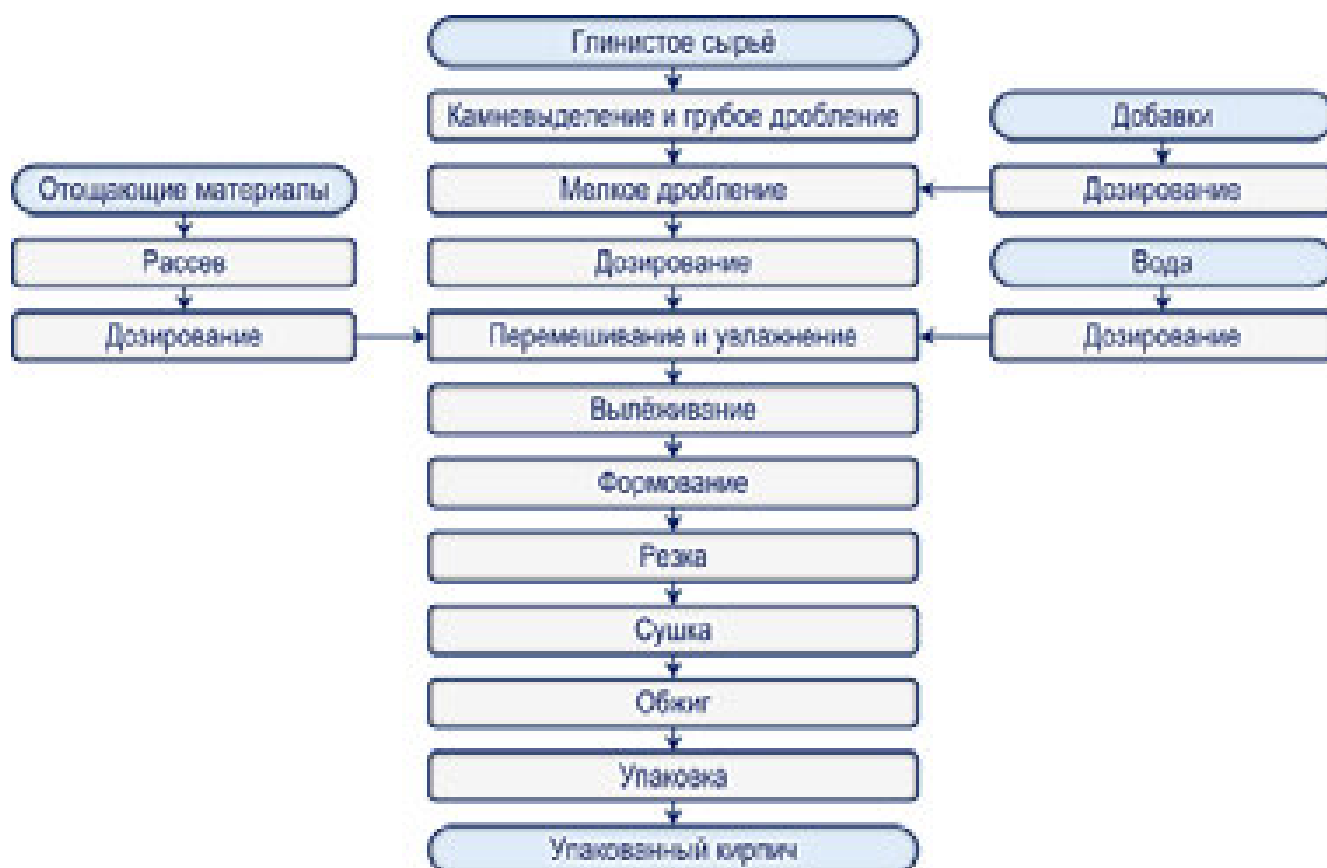 Глинистое сырьё
Камневыделение и грубое дробление
Добавки
Отощающие материалы
Мелкое дробление
Дозирование
Рассев
Дозирование
Вода
Дозирование
Перемешивание и увлажнение
Дозирование
Вылёживание
Формование
Резка
Сушка
Обжиг
Упаковка
Упакованный кирпич